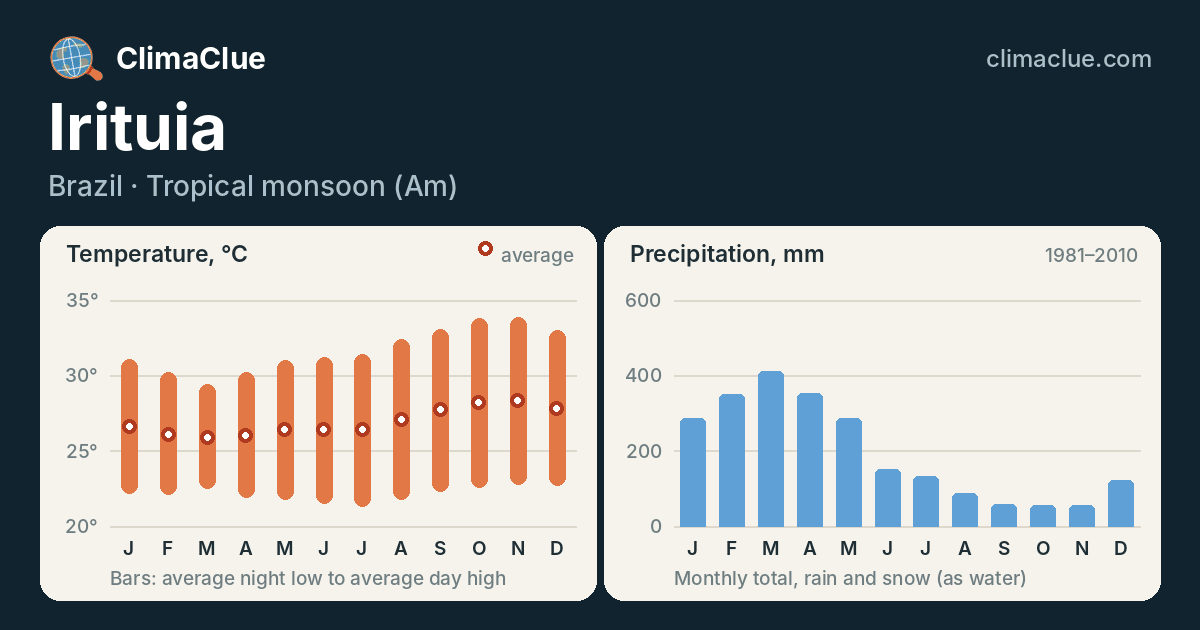 ClimaClue
climaclue.com
Irituia
Brazil · Tropical monsoon (Am)
Temperature, °C
average
35°
30°
25°
20°
J F M A M J J A S O N D
Bars: average night low to average day high
Precipitation, mm
1981–2010
600
400
200
0
J F M A M J J A S O N D
Monthly total, rain and snow (as water)